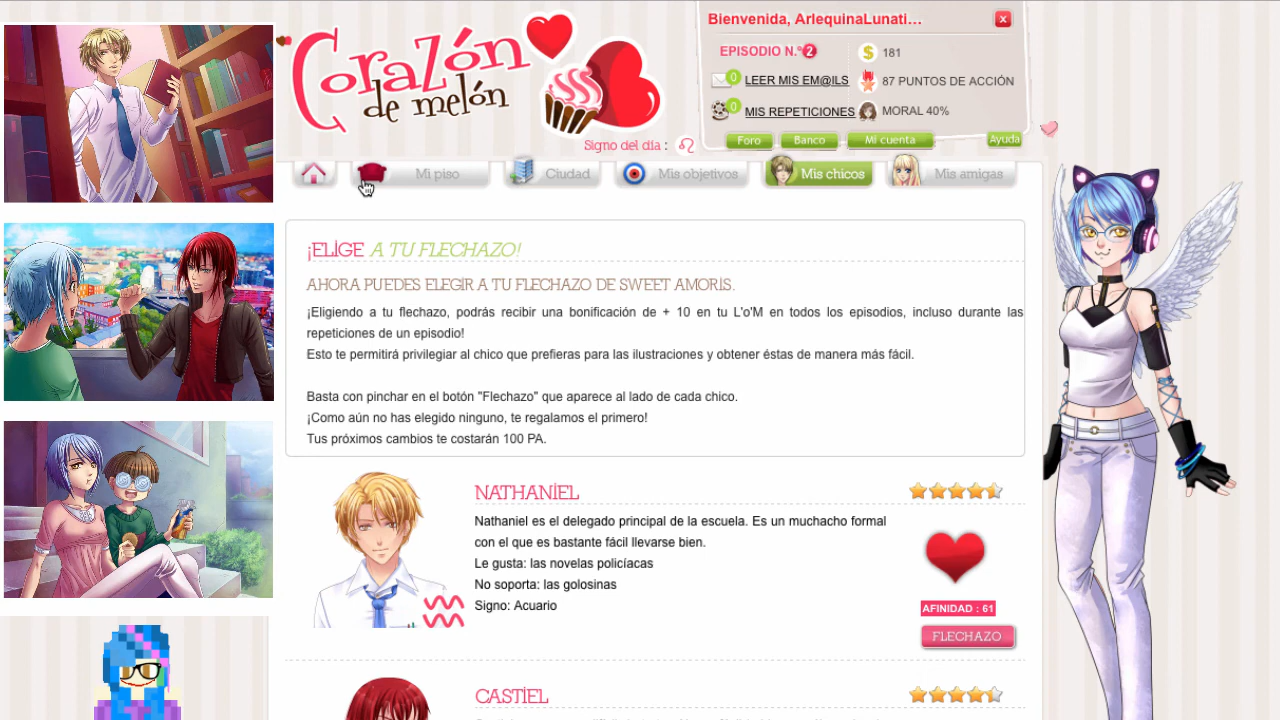 Corazón
de melón
Signo del día :
Bienvenida, ArlequinaLunati…
x
EPISODIO N.° 2
181
0 LEER MIS EM@ILS
87 PUNTOS DE ACCIÓN
0 MIS REPETICIONES
MORAL 40%
Foro
Banco
Mi cuenta
Ayuda
Mi piso
Ciudad
Mis objetivos
Mis chicos
Mis amigas
¡ELIGE A TU FLECHAZO!
AHORA PUEDES ELEGIR A TU FLECHAZO DE SWEET AMORIS.
¡Eligiendo a tu flechazo, podrás recibir una bonificación de + 10 en tu L'o'M en todos los episodios, incluso durante las
repeticiones de un episodio!
Esto te permitirá privilegiar al chico que prefieras para las ilustraciones y obtener éstas de manera más fácil.
Basta con pinchar en el botón "Flechazo" que aparece al lado de cada chico.
¡Como aún no has elegido ninguno, te regalamos el primero!
Tus próximos cambios te costarán 100 PA.
NATHANIEL
Nathaniel es el delegado principal de la escuela. Es un muchacho formal
con el que es bastante fácil llevarse bien.
Le gusta: las novelas policíacas
No soporta: las golosinas
Signo: Acuario
AFINIDAD : 61
FLECHAZO
CASTIEL